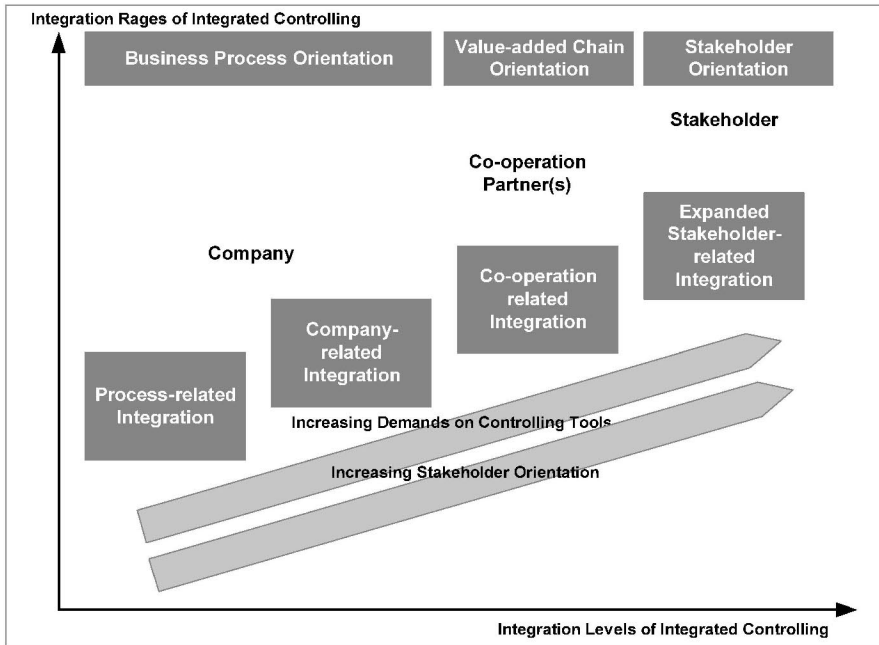 Integration Rages of Integrated Controlling
Business Process Orientation
Value-added Chain
Orientation
Stakeholder
Orientation
Stakeholder
Co-operation
Partner(s)
Company
Expanded
Stakeholder-
related
Integration
Co-operation
related
Integration
Company-
related
Integration
Process-related
Integration
Increasing Demands on Controlling Tools
Increasing Stakeholder Orientation
Integration Levels of Integrated Controlling